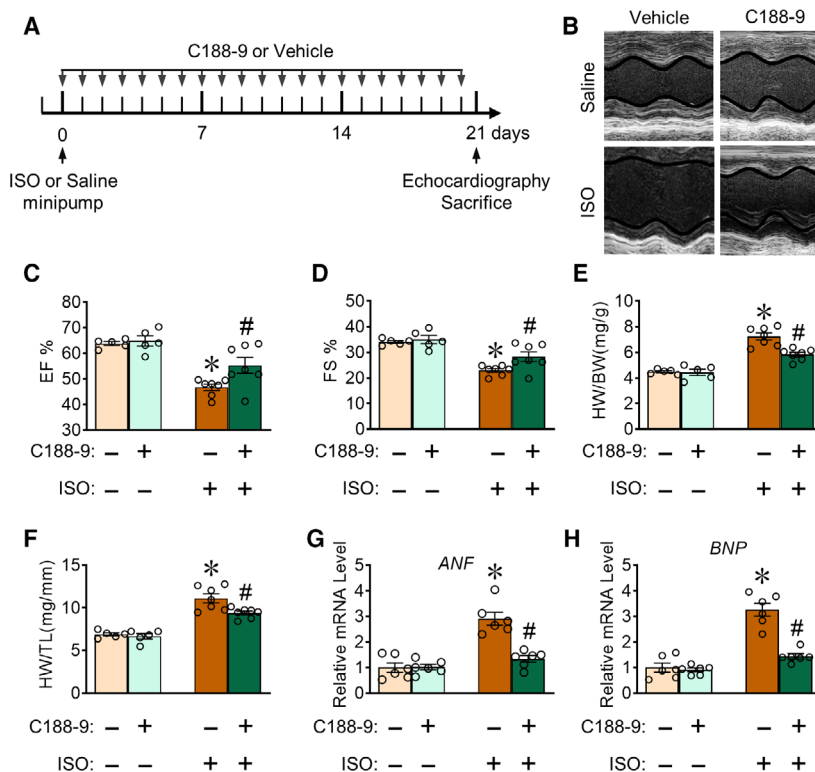 A
C188-9 or Vehicle
0 7 14 21 days
ISO or Saline
minipump
Echocardiography
Sacrifice
B
Vehicle C188-9
Saline
ISO
C
EF %
80
70
60
50
40
30
*
#
C188-9: – + – +
ISO: – – + +
D
FS %
50
40
30
20
10
0
*
#
C188-9: – + – +
ISO: – – + +
E
HW/BW(mg/g)
10
8
6
4
2
0
*
#
C188-9: – + – +
ISO: – – + +
F
HW/TL(mg/mm)
20
15
10
5
0
*
#
C188-9: – + – +
ISO: – – + +
G
ANF
Relative mRNA Level
5
4
3
2
1
0
*
#
C188-9: – + – +
ISO: – – + +
H
BNP
Relative mRNA Level
5
4
3
2
1
0
*
#
C188-9: – + – +
ISO: – – + +